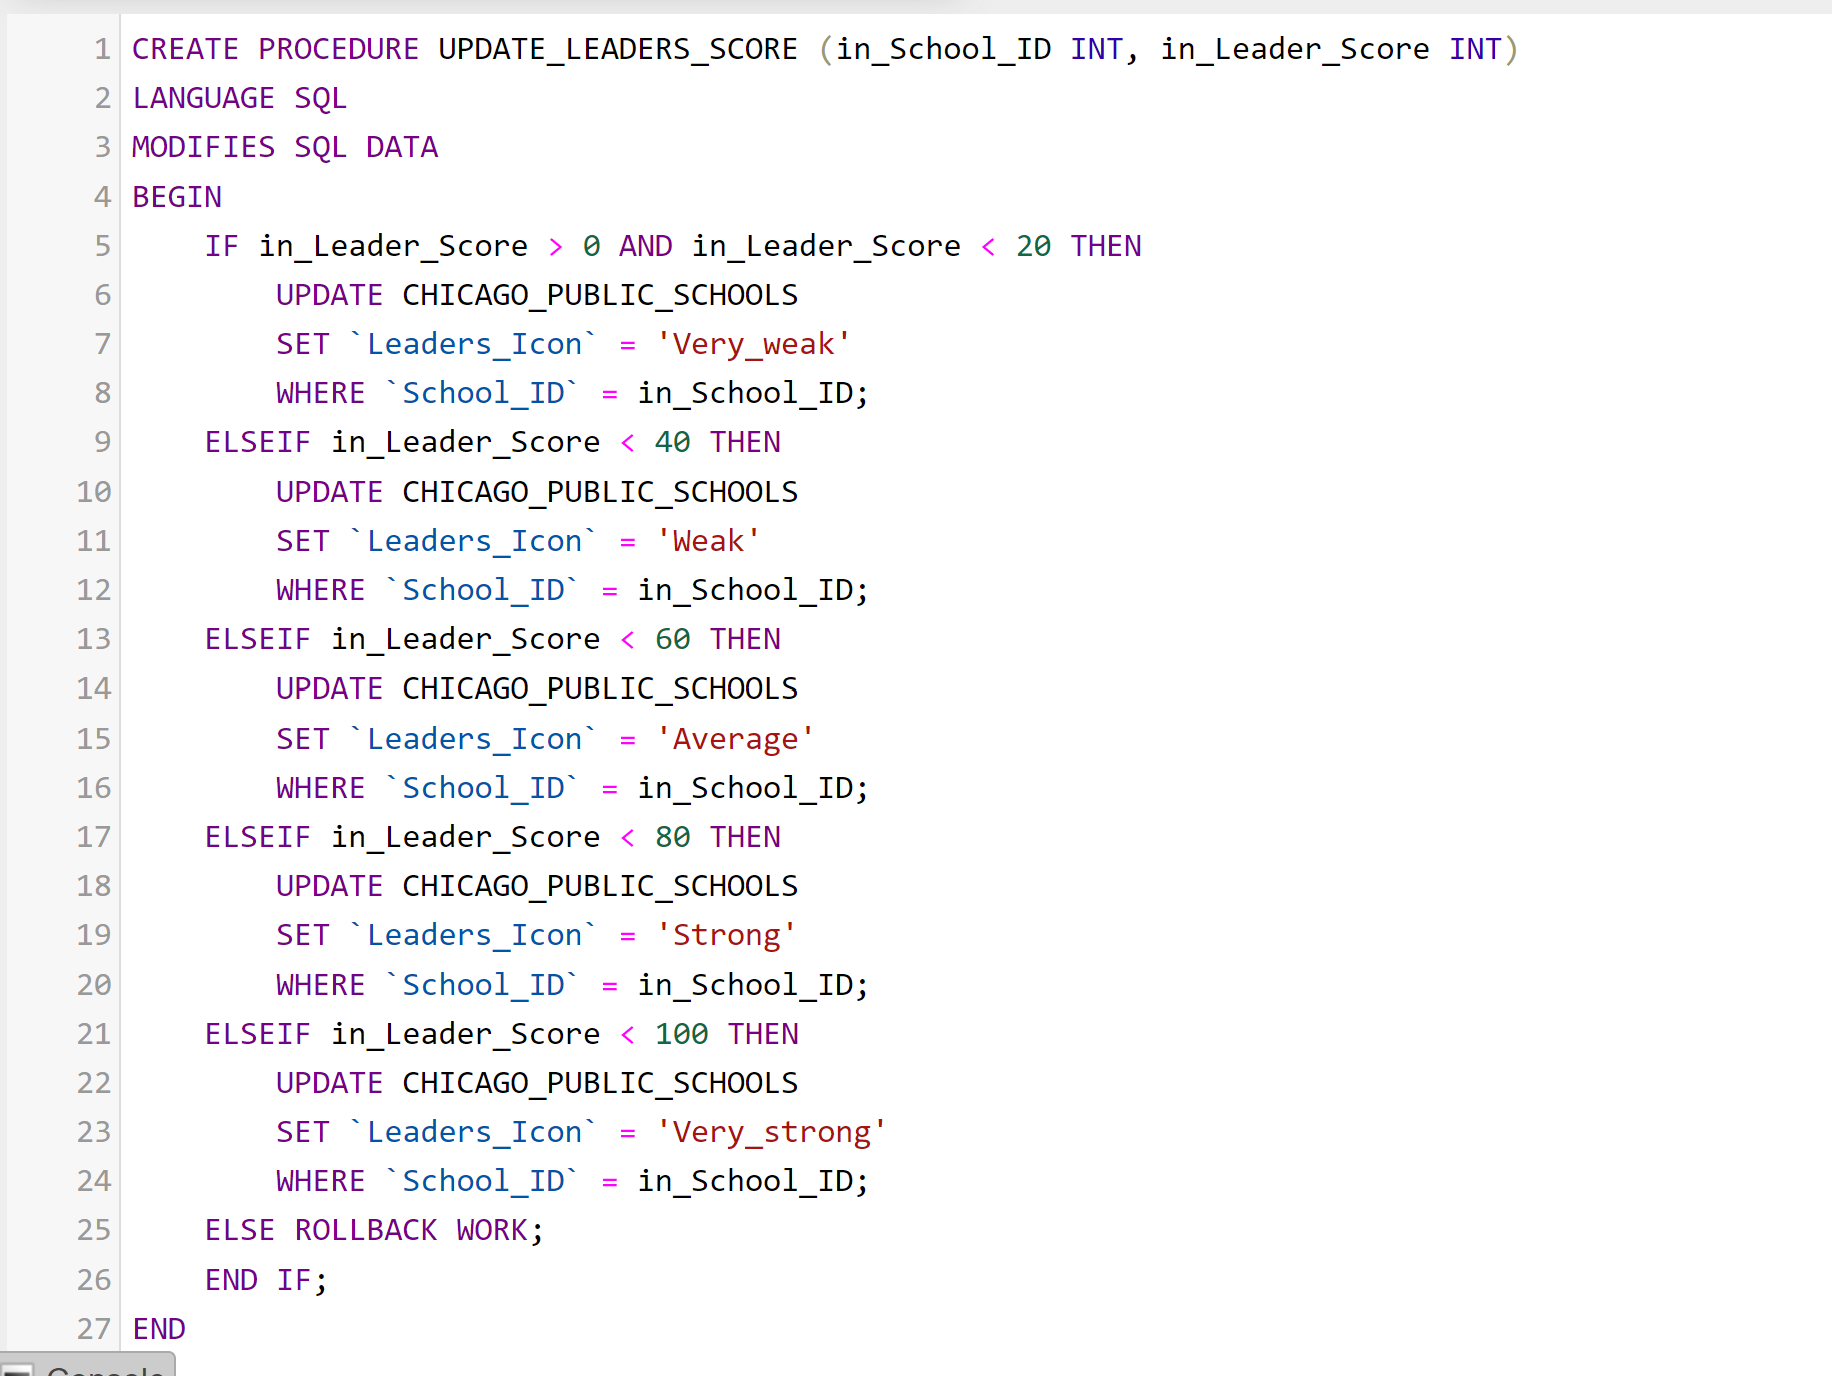 1 CREATE PROCEDURE UPDATE_LEADERS_SCORE (in_School_ID INT, in_Leader_Score INT)
2 LANGUAGE SQL
3 MODIFIES SQL DATA
4 BEGIN
5     IF in_Leader_Score > 0 AND in_Leader_Score < 20 THEN
6         UPDATE CHICAGO_PUBLIC_SCHOOLS
7         SET `Leaders_Icon` = 'Very_weak'
8         WHERE `School_ID` = in_School_ID;
9     ELSEIF in_Leader_Score < 40 THEN
10         UPDATE CHICAGO_PUBLIC_SCHOOLS
11         SET `Leaders_Icon` = 'Weak'
12         WHERE `School_ID` = in_School_ID;
13     ELSEIF in_Leader_Score < 60 THEN
14         UPDATE CHICAGO_PUBLIC_SCHOOLS
15         SET `Leaders_Icon` = 'Average'
16         WHERE `School_ID` = in_School_ID;
17     ELSEIF in_Leader_Score < 80 THEN
18         UPDATE CHICAGO_PUBLIC_SCHOOLS
19         SET `Leaders_Icon` = 'Strong'
20         WHERE `School_ID` = in_School_ID;
21     ELSEIF in_Leader_Score < 100 THEN
22         UPDATE CHICAGO_PUBLIC_SCHOOLS
23         SET `Leaders_Icon` = 'Very_strong'
24         WHERE `School_ID` = in_School_ID;
25     ELSE ROLLBACK WORK;
26     END IF;
27 END
Console